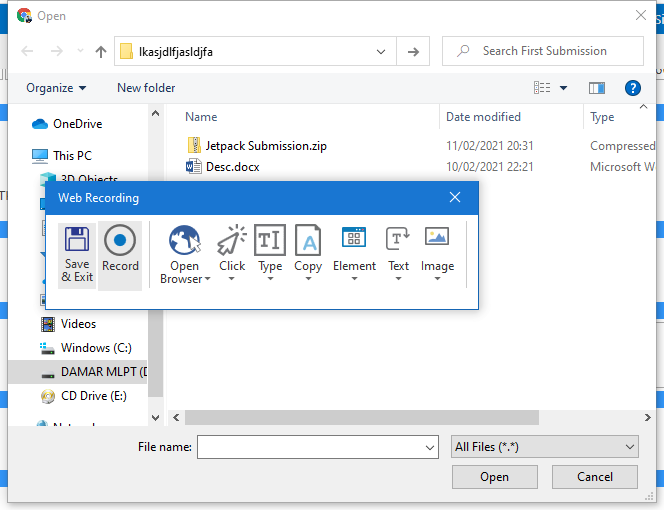 Open
lkasjdlfjasldjfa
Search First Submission
Organize
New folder
Name
Date modified
Type
OneDrive
This PC
3D Objects
Jetpack Submission.zip
11/02/2021 20:31
Compressed
Desc.docx
10/02/2021 22:21
Microsoft W
Web Recording
Save & Exit
Record
Open Browser
Click
Type
Copy
Element
Text
Image
Videos
Windows (C:)
DAMAR MLPT (D
CD Drive (E:)
File name:
All Files (*.*)
Open
Cancel